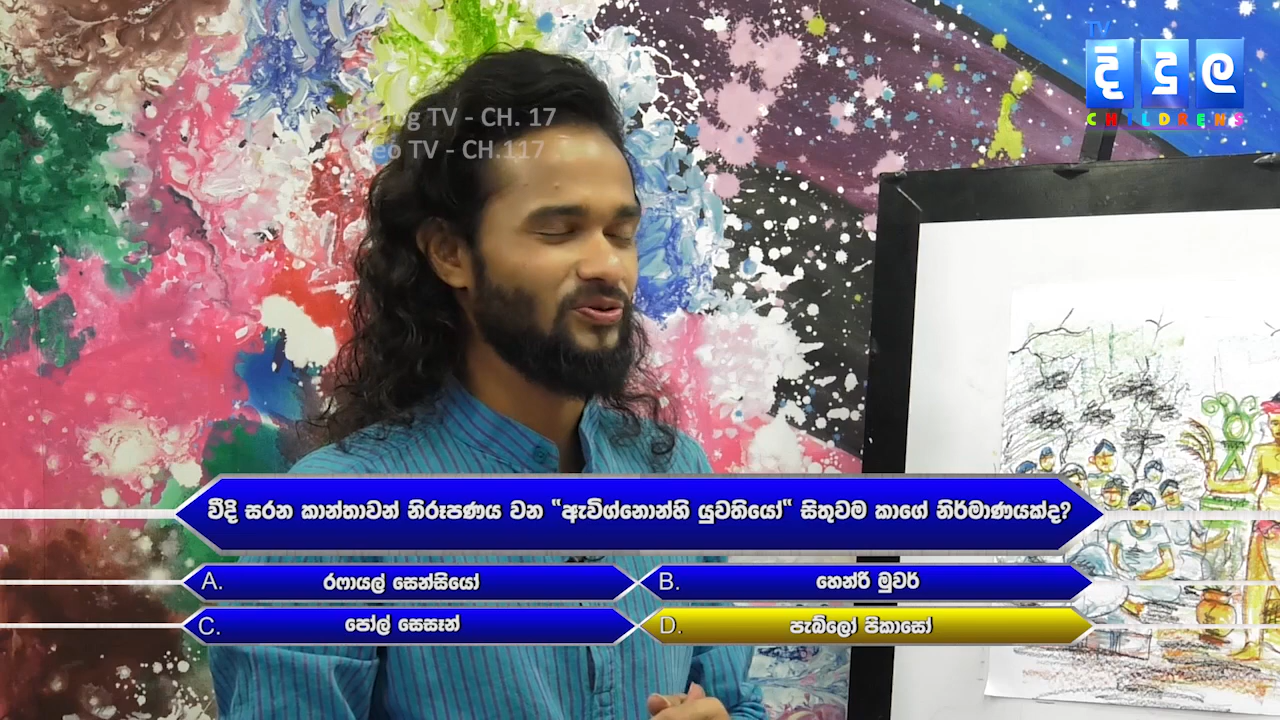 TV
දිදුල
CHILDRENS
TV - CH. 17
TV - CH.117
වීදි සරන කාන්තාවන් නිරූපණය වන "ඇවිග්නොන්හි යුවතියෝ" සිතුවම කාගේ නිර්මාණයක්ද?
A. රෆායල් සෙන්සියෝ
B. හෙන්රි මුවර්
C. පෝල් සෙසෑන්
D. පැබ්ලෝ පිකාසෝ